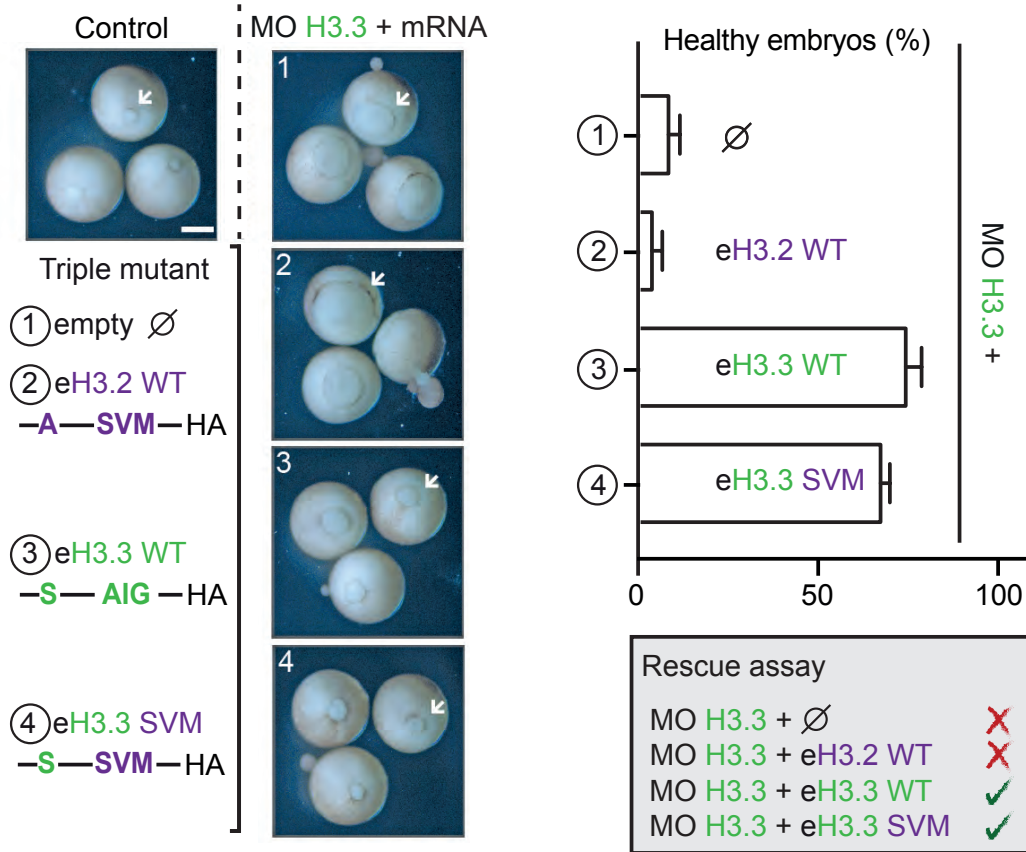 Control
MO H3.3 + mRNA
1
2
3
4
Triple mutant
1 empty ∅
2 eH3.2 WT
A SVM HA
3 eH3.3 WT
S AIG HA
4 eH3.3 SVM
S SVM HA
Healthy embryos (%)
1 ∅
2 eH3.2 WT
3 eH3.3 WT
4 eH3.3 SVM
MO H3.3 +
0 50 100
Rescue assay
MO H3.3 + ∅ ✗
MO H3.3 + eH3.2 WT ✗
MO H3.3 + eH3.3 WT ✓
MO H3.3 + eH3.3 SVM ✓